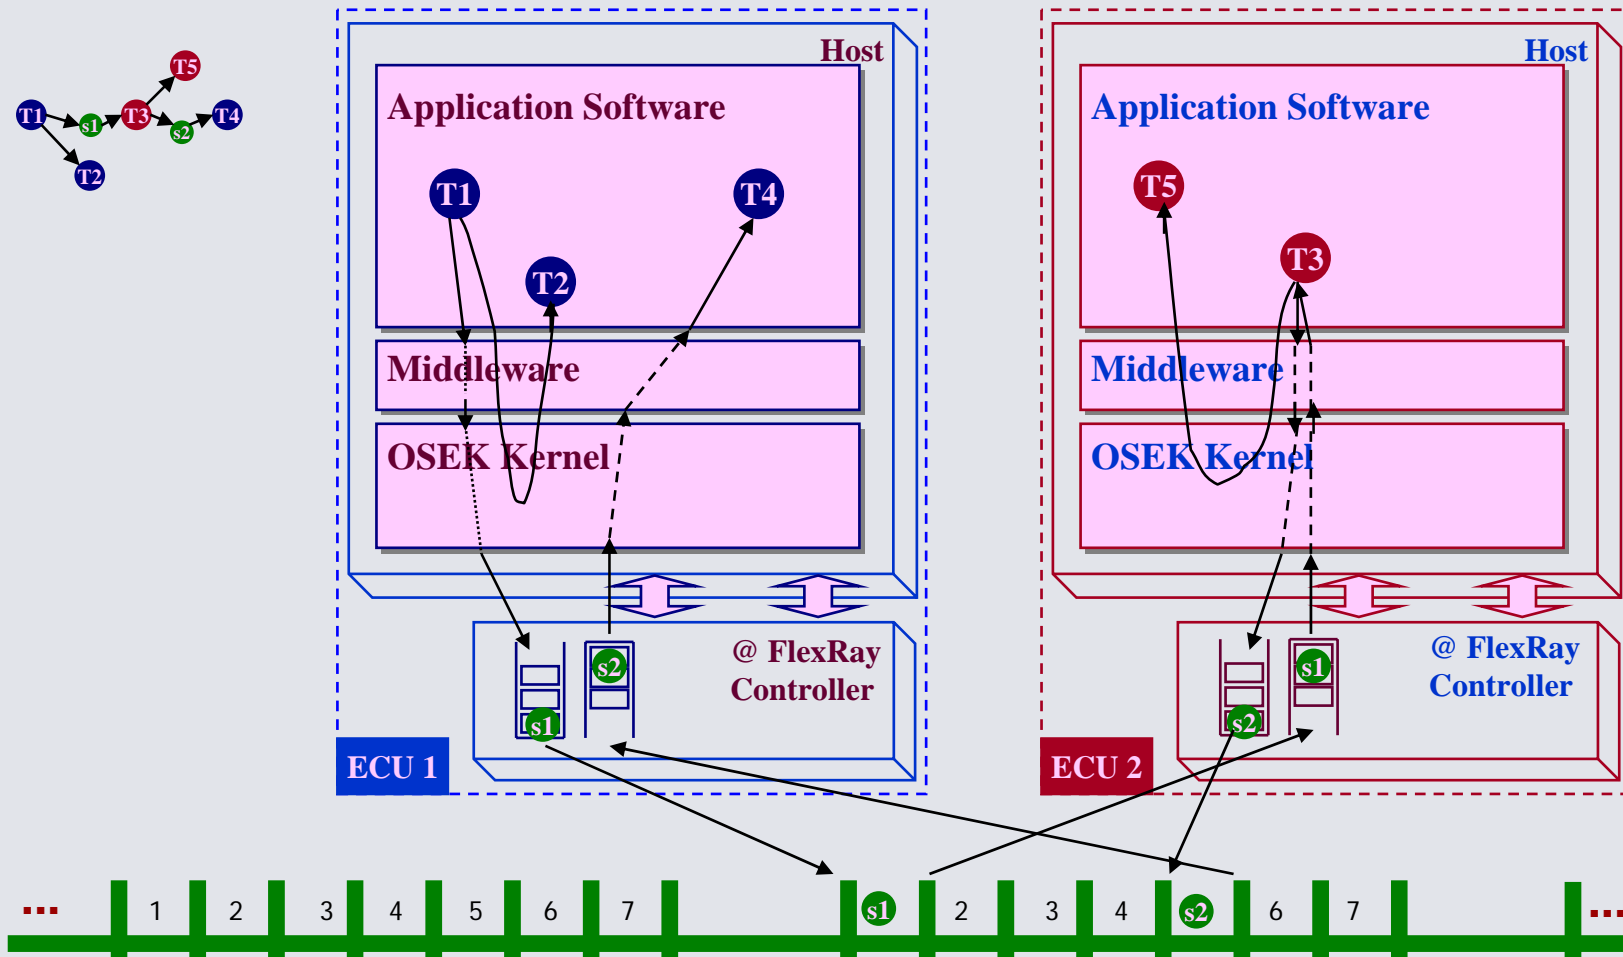 T5
T1 s1 T3 s2 T4
T2
Host
Application Software
T1
T4
T2
Middleware
OSEK Kernel
s2
s1
@ FlexRay
Controller
ECU 1
Host
Application Software
T5
T3
Middleware
OSEK Kernel
s1
s2
@ FlexRay
Controller
ECU 2
... 1 2 3 4 5 6 7 s1 2 3 4 s2 6 7 ...